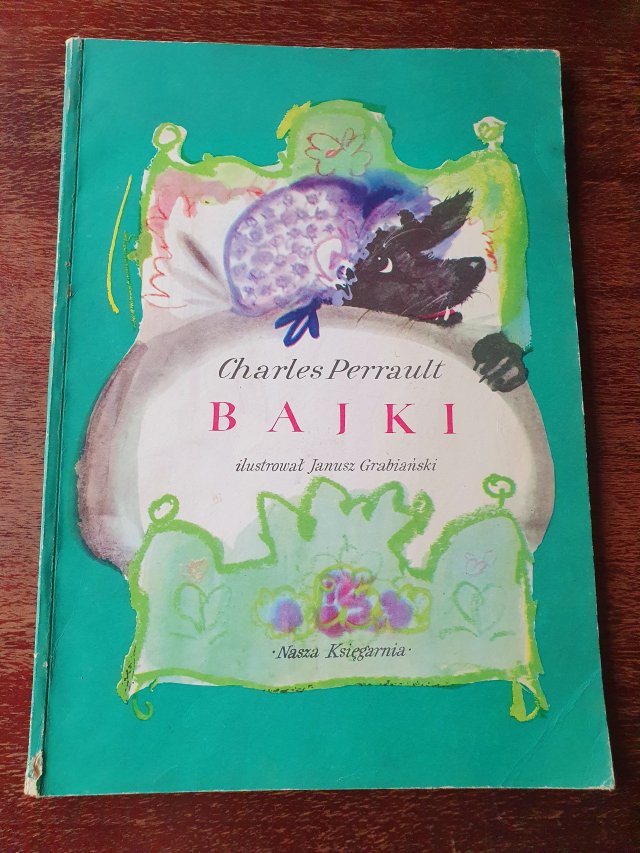 Charles Perrault
BAJKI
ilustrował Janusz Grabiański
·Nasza Księgarnia·